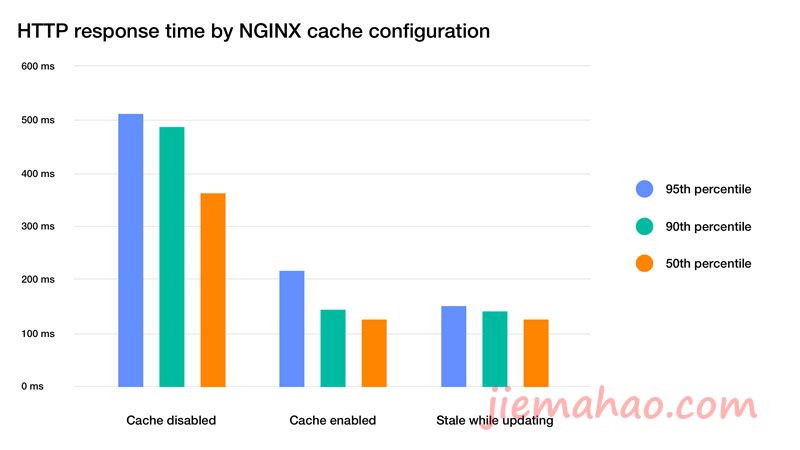 HTTP response time by NGINX cache configuration
600 ms
500 ms
400 ms
300 ms
200 ms
100 ms
0 ms
95th percentile
90th percentile
50th percentile
Cache disabled
Cache enabled
Stale while updating
jiemahao.com